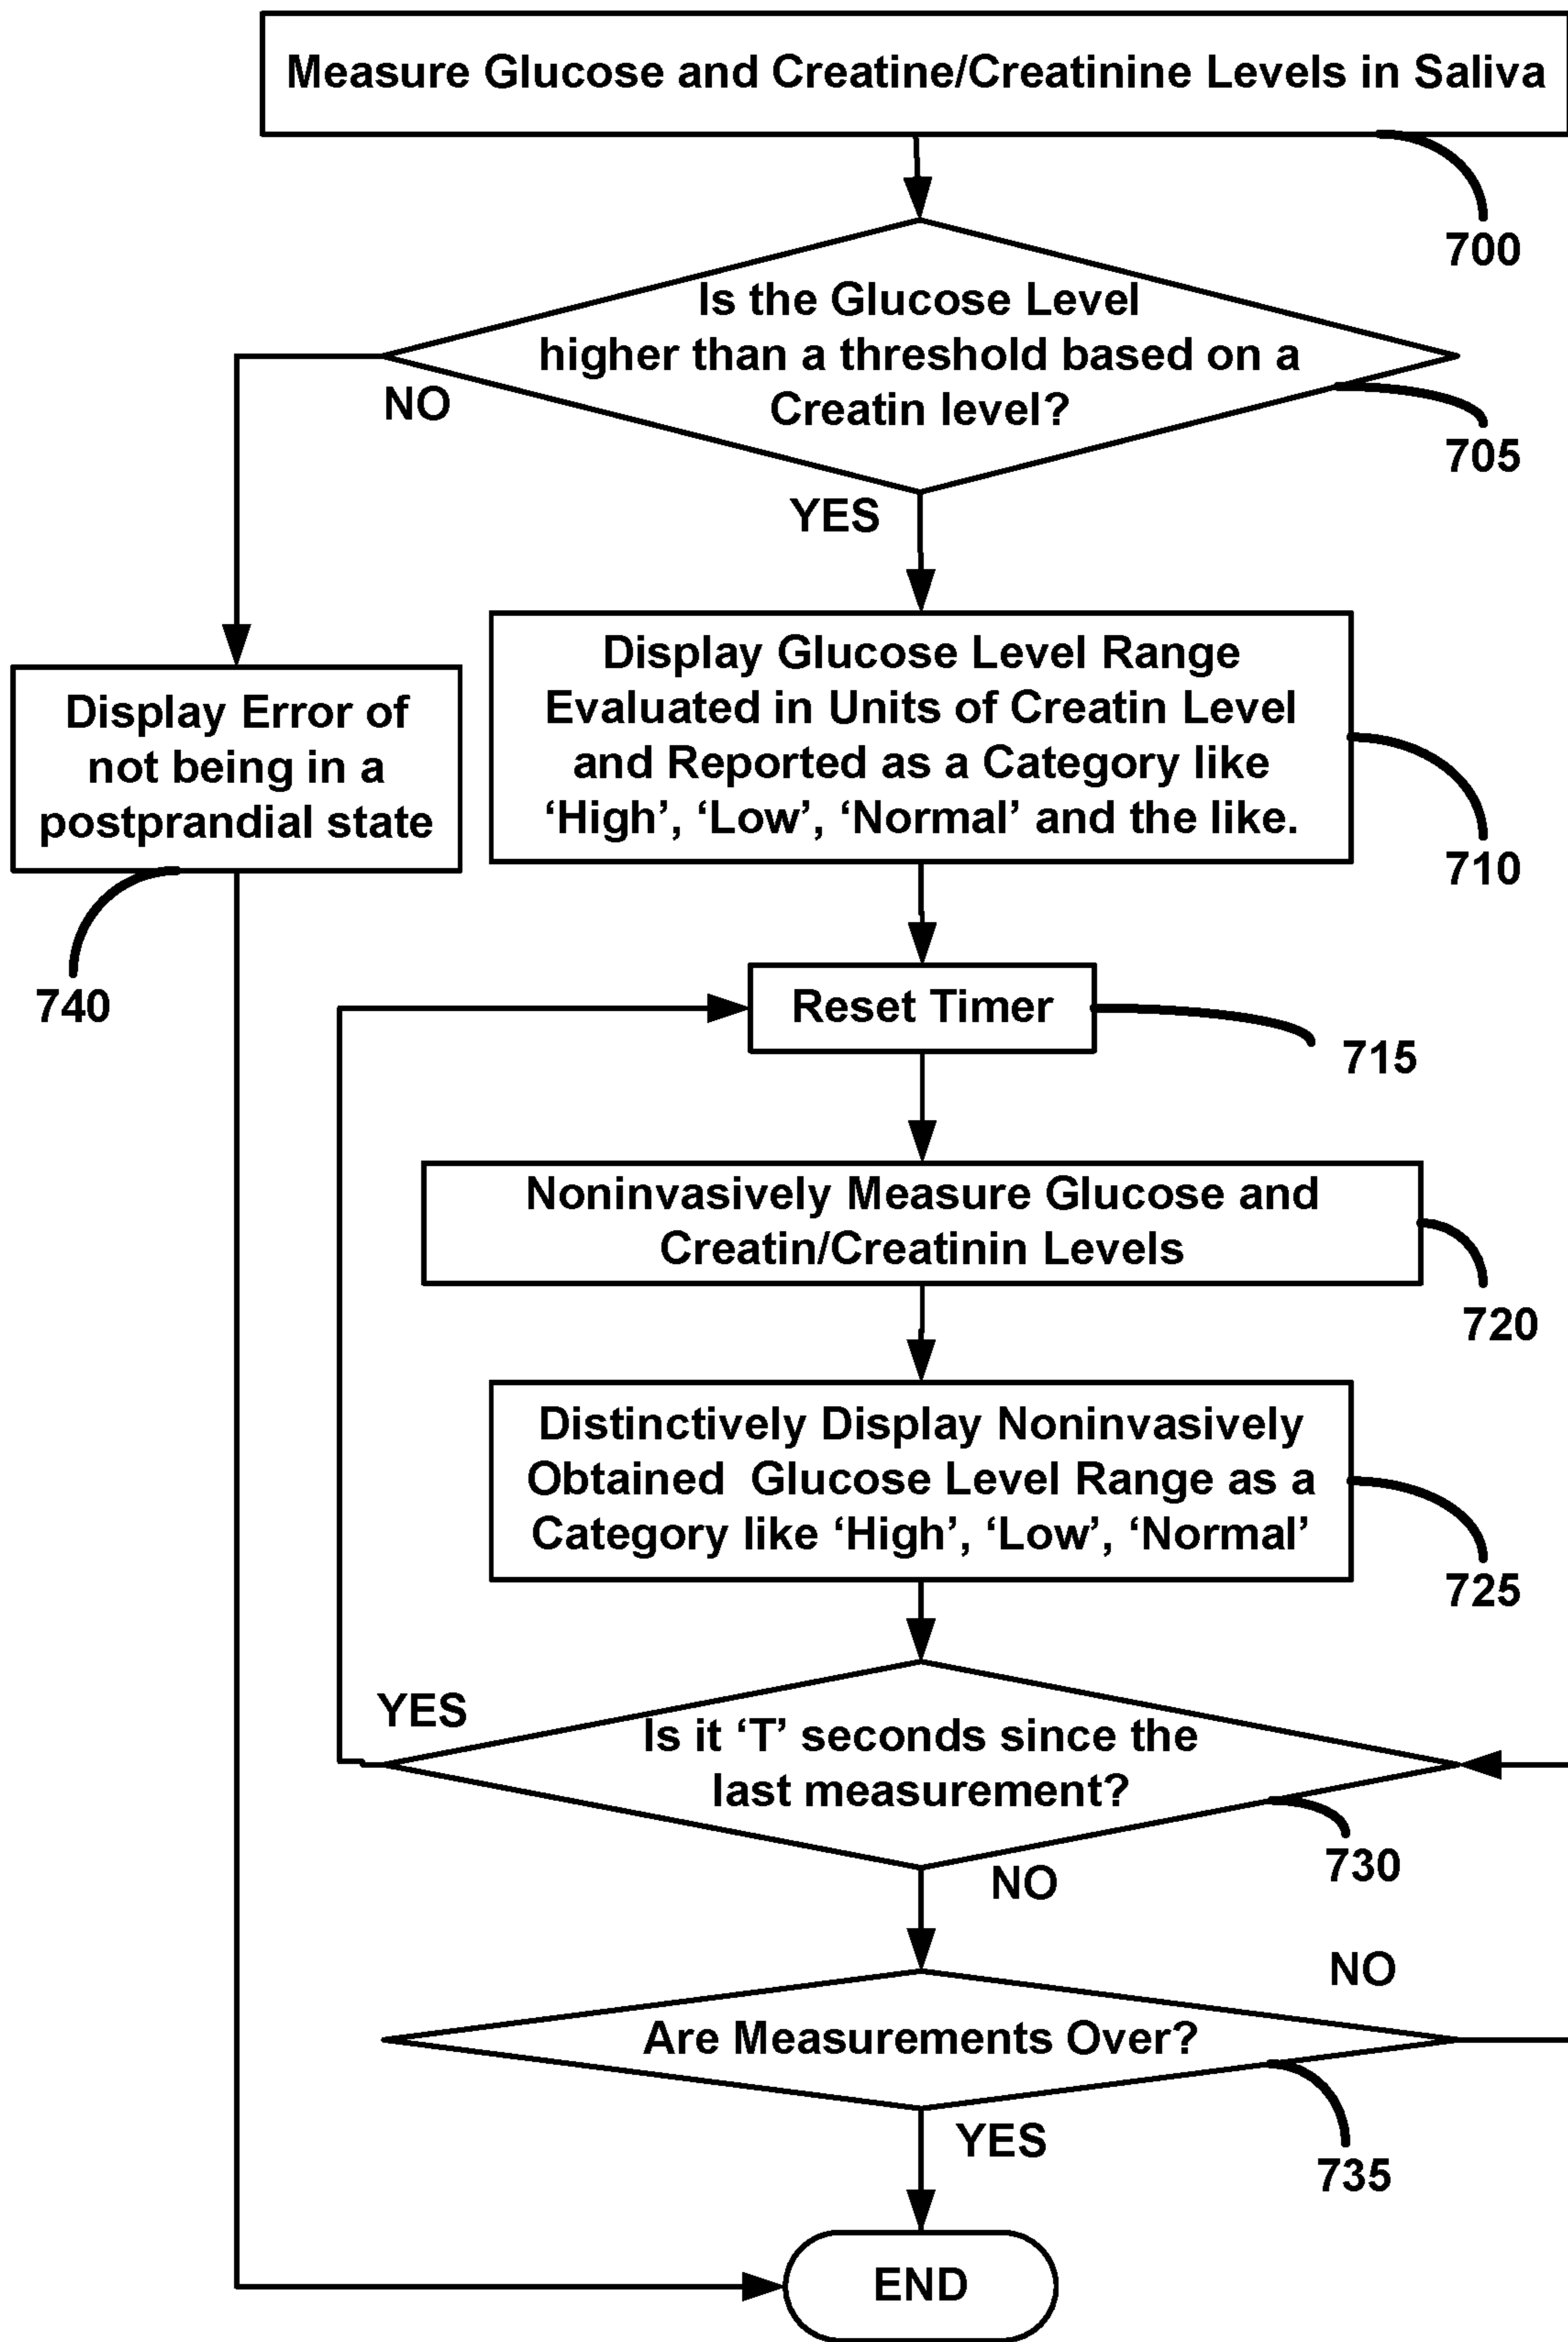 Measure Glucose and Creatine/Creatinine Levels in Saliva
700
Is the Glucose Level
higher than a threshold based on a
Creatin level?
NO
705
YES
Display Glucose Level Range
Evaluated in Units of Creatin Level
and Reported as a Category like
‘High’, ‘Low’, ‘Normal’ and the like.
710
Display Error of
not being in a
postprandial state
740
Reset Timer
715
Noninvasively Measure Glucose and
Creatin/Creatinin Levels
720
Distinctively Display Noninvasively
Obtained  Glucose Level Range as a
Category like ‘High’, ‘Low’, ‘Normal’
725
YES
Is it ‘T’ seconds since the
last measurement?
730
NO
NO
Are Measurements Over?
735
YES
END